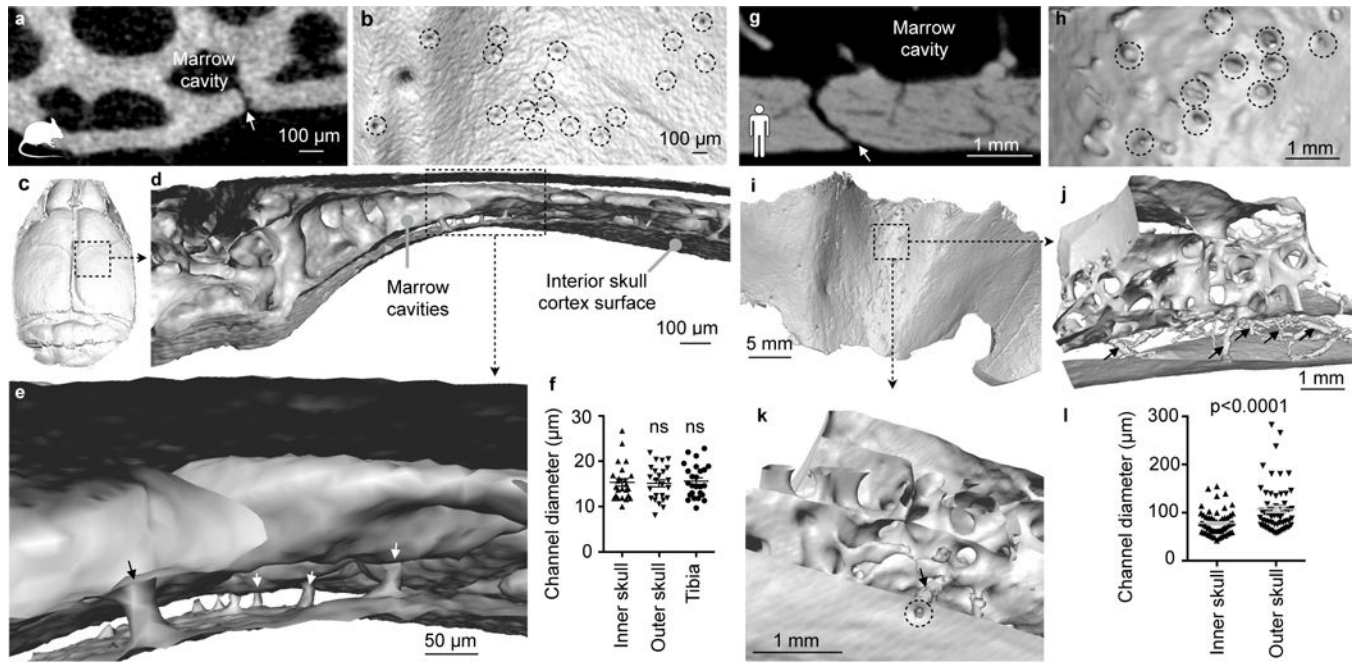 a
Marrow
cavity
100 µm
b
100 µm
g
Marrow
cavity
1 mm
h
1 mm
c
d
Marrow
cavities
Interior skull
cortex surface
100 µm
i
5 mm
j
1 mm
e
50 µm
f
Channel diameter (µm)
30
20
10
0
ns
ns
Inner skull
Outer skull
Tibia
k
1 mm
l
p<0.0001
Channel diameter (µm)
300
200
100
0
Inner skull
Outer skull